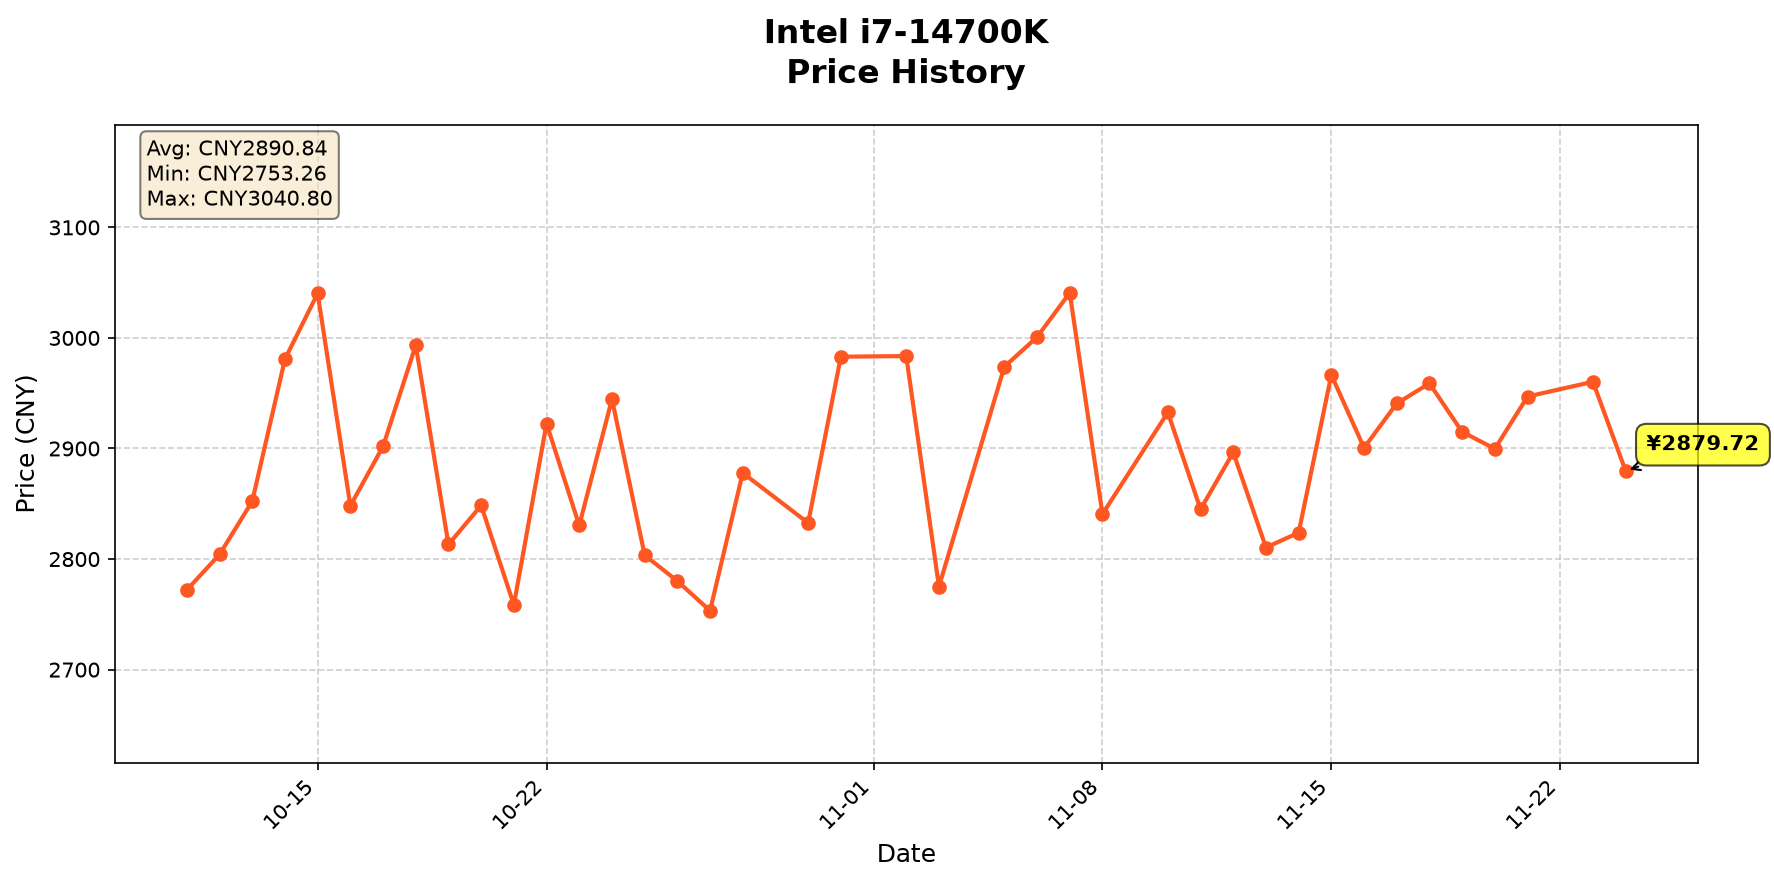 Intel i7-14700K
Price History
Avg: CNY2890.84
Min: CNY2753.26
Max: CNY3040.80
3100
3000
2900
2800
2700
Price (CNY)
¥2879.72
10-15
10-22
11-01
11-08
11-15
11-22
Date